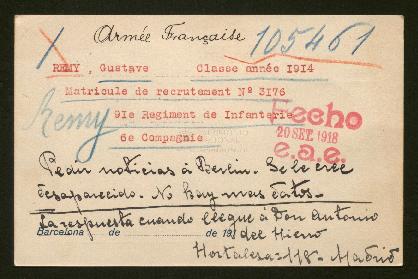 Armée Française
105461
REMY, Gustave Classe année 1914
Matricule de recrutement Nº 3176
91e Regiment de Infanterie
6e Compagnie
Remy
Fecho
20 SET. 1918
e.a.e.
Pedir noticias á Berlin. Se le cree
desaparecido. No hay mas datos.
La respuesta cuando llegue á Don Antonio
Barcelona de de 191
del Hierro
Hortaleza=118- Madrid